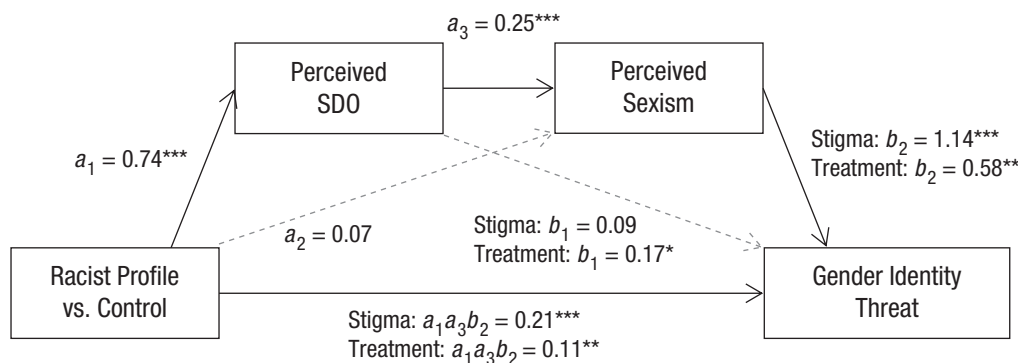 a3 = 0.25***
Perceived
SDO
Perceived
Sexism
a1 = 0.74***
Stigma: b2 = 1.14***
Treatment: b2 = 0.58**
a2 = 0.07
Stigma: b1 = 0.09
Treatment: b1 = 0.17*
Racist Profile
vs. Control
Gender Identity
Threat
Stigma: a1a3b2 = 0.21***
Treatment: a1a3b2 = 0.11**